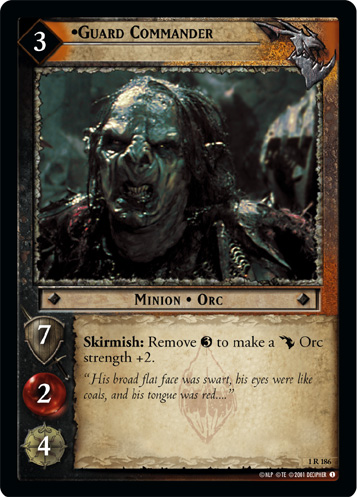 3
•Guard Commander
Minion • Orc
7
Skirmish: Remove 3 to make a Orc
strength +2.
2
“His broad flat face was swart, his eyes were like
coals, and his tongue was red....”
4
1 R 186
©NLP ©TE ©2001 DECIPHER 1